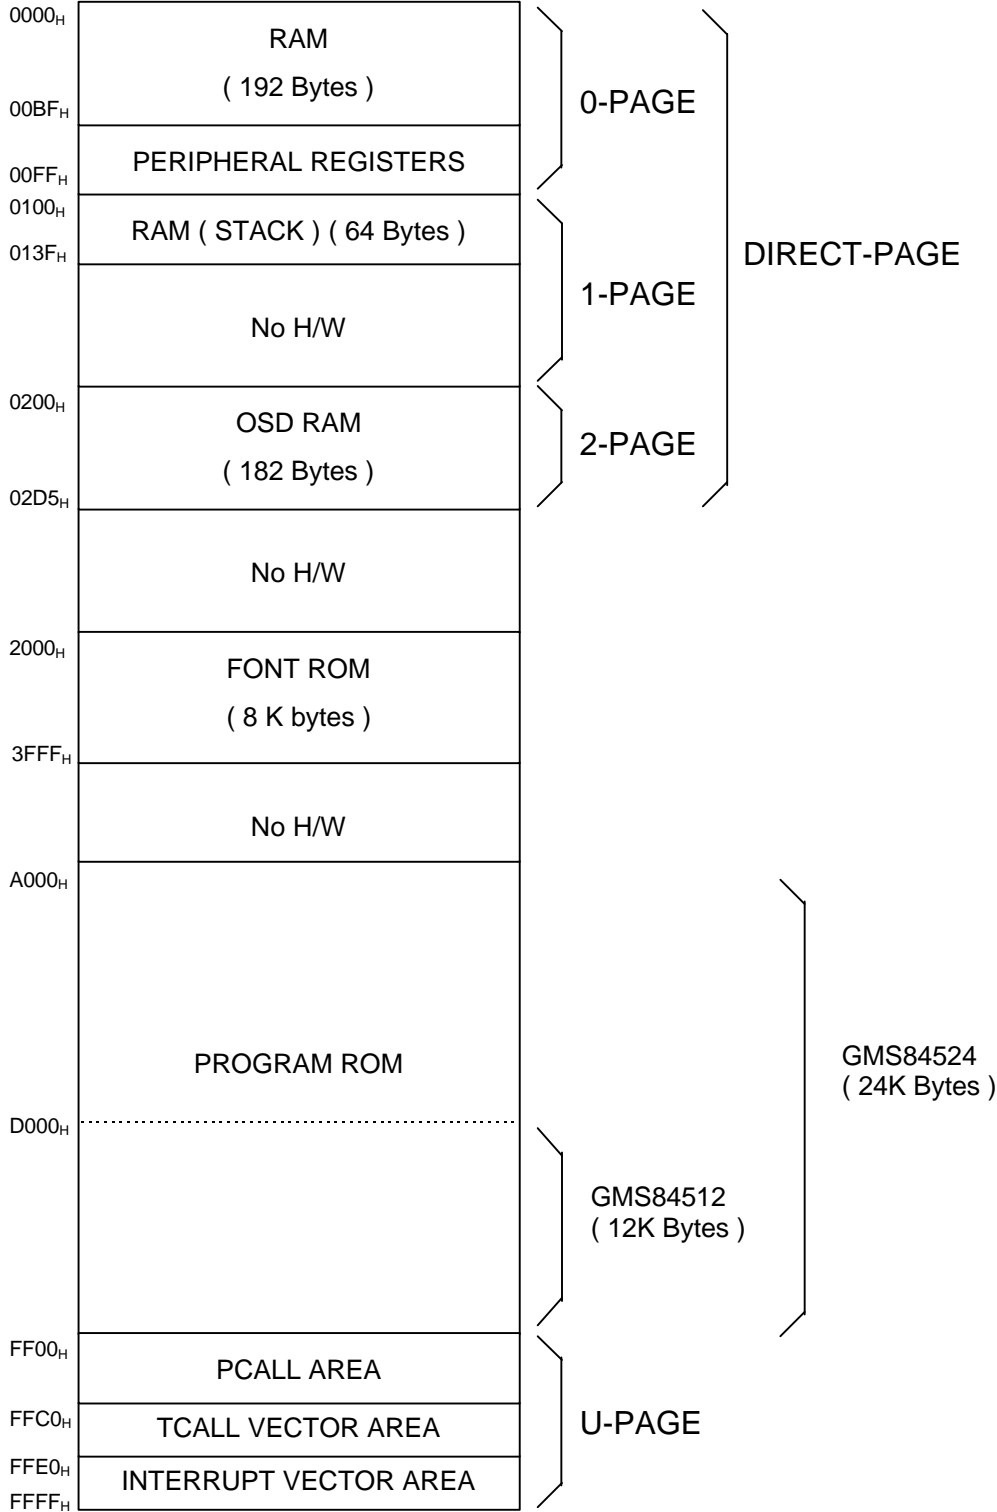 0000H
RAM
( 192 Bytes )
00BFH
0-PAGE
PERIPHERAL REGISTERS
00FFH
0100H
RAM ( STACK ) ( 64 Bytes )
013FH
DIRECT-PAGE
1-PAGE
No H/W
0200H
OSD RAM
( 182 Bytes )
2-PAGE
02D5H
No H/W
2000H
FONT ROM
( 8 K bytes )
3FFFH
No H/W
A000H
PROGRAM ROM
GMS84524
( 24K Bytes )
D000H
GMS84512
( 12K Bytes )
FF00H
PCALL AREA
FFC0H
TCALL VECTOR AREA
U-PAGE
FFE0H
INTERRUPT VECTOR AREA
FFFFH